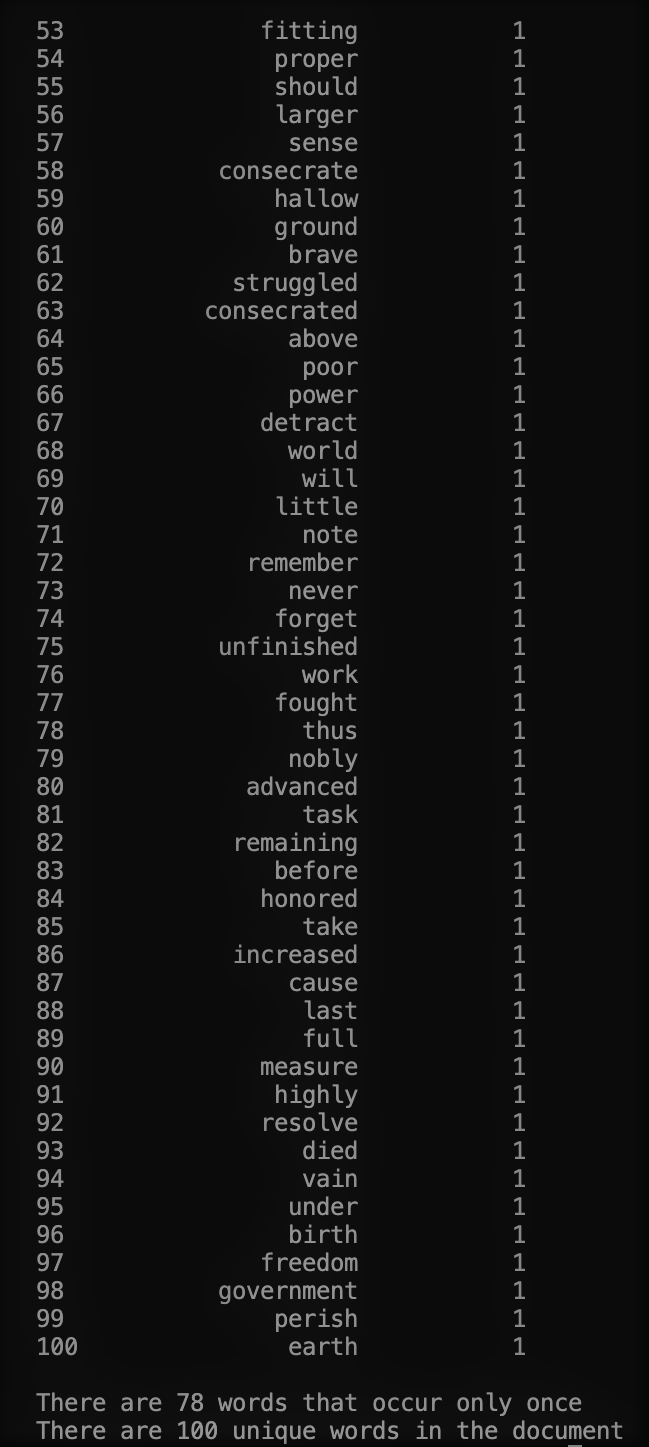 53 fitting 1
54 proper 1
55 should 1
56 larger 1
57 sense 1
58 consecrate 1
59 hallow 1
60 ground 1
61 brave 1
62 struggled 1
63 consecrated 1
64 above 1
65 poor 1
66 power 1
67 detract 1
68 world 1
69 will 1
70 little 1
71 note 1
72 remember 1
73 never 1
74 forget 1
75 unfinished 1
76 work 1
77 fought 1
78 thus 1
79 nobly 1
80 advanced 1
81 task 1
82 remaining 1
83 before 1
84 honored 1
85 take 1
86 increased 1
87 cause 1
88 last 1
89 full 1
90 measure 1
91 highly 1
92 resolve 1
93 died 1
94 vain 1
95 under 1
96 birth 1
97 freedom 1
98 government 1
99 perish 1
100 earth 1
There are 78 words that occur only once
There are 100 unique words in the document